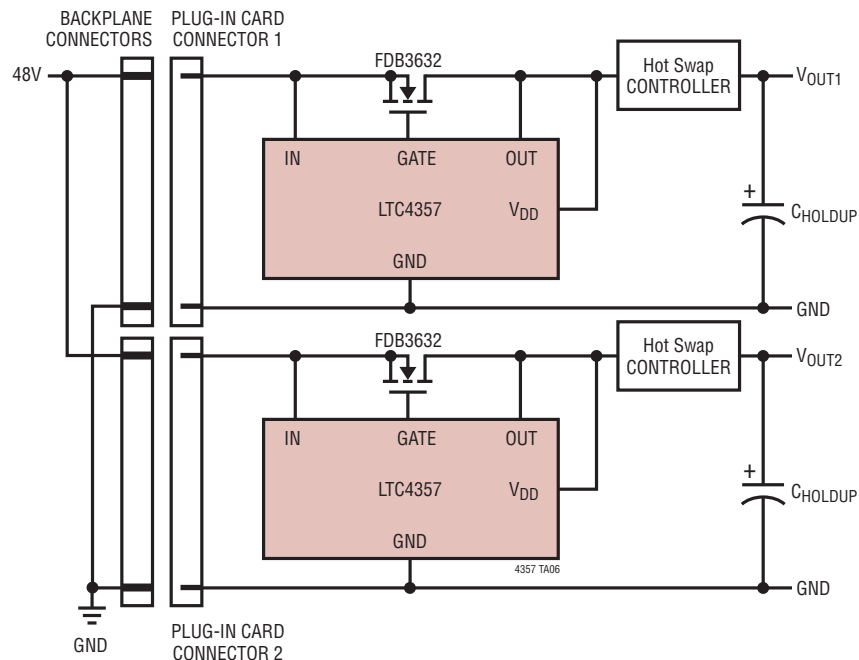 BACKPLANE
CONNECTORS
PLUG-IN CARD
CONNECTOR 1
48V
FDB3632
Hot Swap
CONTROLLER
VOUT1
IN
GATE
OUT
LTC4357
VDD
GND
+
CHOLDUP
GND
FDB3632
Hot Swap
CONTROLLER
VOUT2
IN
GATE
OUT
LTC4357
VDD
GND
+
CHOLDUP
4357 TA06
GND
GND
PLUG-IN CARD
CONNECTOR 2